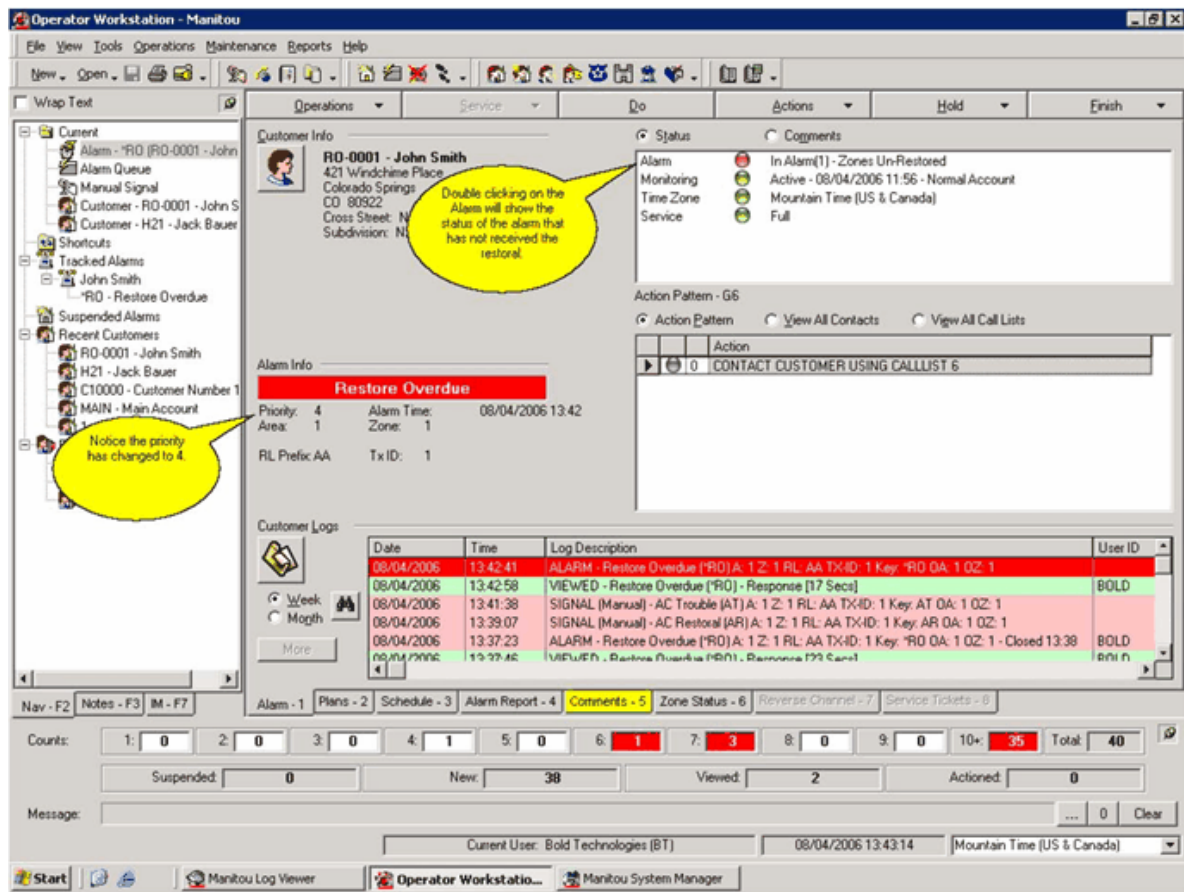 Operator Workstation - Manitou
File View Tools Operations Maintenance Reports Help
New Open
Wrap Text
Operations Service Do Actions Hold Finish
Current
Alarm - *RO (RO-0001 - John
Alarm Queue
Manual Signal
Customer - RO-0001 - John S
Customer - H21 - Jack Bauer
Shortcuts
Tracked Alarms
John Smith
*RO - Restore Overdue
Suspended Alarms
Recent Customers
RO-0001 - John Smith
H21 - Jack Bauer
C10000 - Customer Number 1
MAIN - Main Account
Notice the priority
has changed to 4.
Nav - F2 Notes - F3 IM - F7
Customer Info
RO-0001 - John Smith
421 Windchime Place
Colorado Springs
CO 80922
Cross Street: N
Subdivision: N
Double clicking on the
Alarm will show the
status of the alarm that
has not received the
restoral.
Status Comments
Alarm In Alarm(1) - Zones Un-Restored
Monitoring Active - 08/04/2006 11:56 - Normal Account
Time Zone Mountain Time (US & Canada)
Service Full
Action Pattern - G6
Action Pattern View All Contacts View All Call Lists
Action
0 CONTACT CUSTOMER USING CALLLIST 6
Alarm Info
Restore Overdue
Priority: 4 Alarm Time: 08/04/2006 13:42
Area: 1 Zone: 1
RL Prefix: AA Tx ID: 1
Customer Logs
Week
Month
More
Date Time Log Description User ID
08/04/2006 13:42:41 ALARM - Restore Overdue (*RO) A: 1 Z: 1 RL: AA TX-ID: 1 Key: *RO OA: 1 OZ: 1
08/04/2006 13:42:58 VIEWED - Restore Overdue (*RO) - Response [17 Secs] BOLD
08/04/2006 13:41:38 SIGNAL (Manual) - AC Trouble (AT) A: 1 Z: 1 RL: AA TX-ID: 1 Key: AT OA: 1 OZ: 1
08/04/2006 13:39:07 SIGNAL (Manual) - AC Restoral (AR) A: 1 Z: 1 RL: AA TX-ID: 1 Key: AR OA: 1 OZ: 1
08/04/2006 13:37:23 ALARM - Restore Overdue (*RO) A: 1 Z: 1 RL: AA TX-ID: 1 Key: *RO OA: 1 OZ: 1 - Closed 13:38 BOLD
08/04/2006 13:37:46 VIEWED - Restore Overdue (*RO) - Response [23 Secs] BOLD
Alarm - 1 Plans - 2 Schedule - 3 Alarm Report - 4 Comments - 5 Zone Status - 6 Reverse Channel - 7 Service Tickets - 8
Counts: 1: 0 2: 0 3: 0 4: 1 5: 0 6: 1 7: 3 8: 0 9: 0 10+: 35 Total: 40
Suspended: 0 New: 38 Viewed: 2 Actioned: 0
Message: ... 0 Clear
Current User: Bold Technologies (BT) 08/04/2006 13:43:14 Mountain Time (US & Canada)
Start Manitou Log Viewer Operator Workstatio... Manitou System Manager